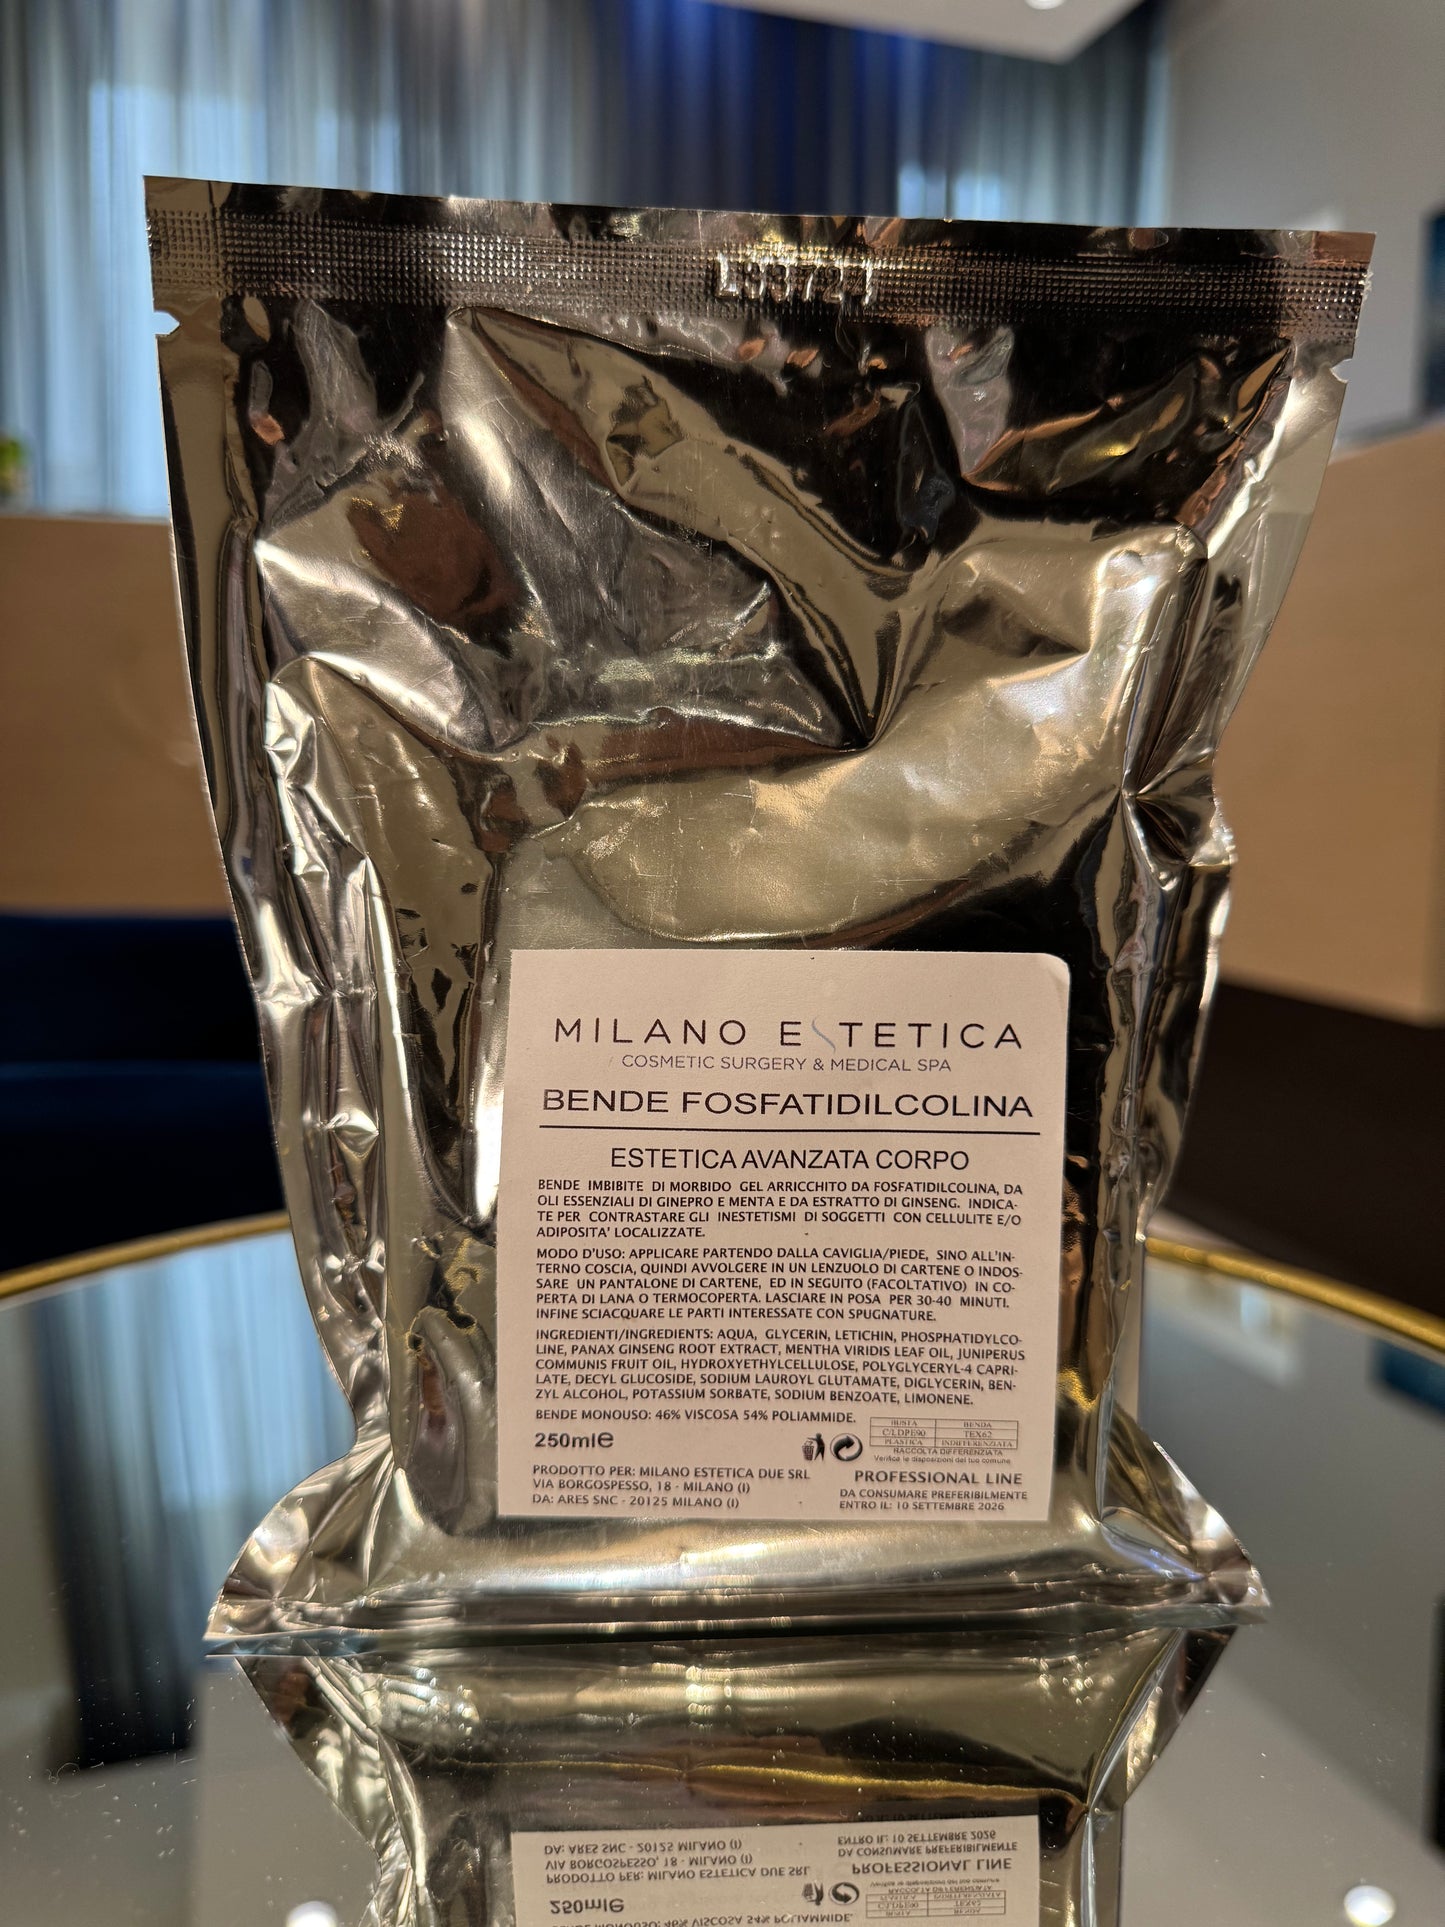 L93724
MILANO ESTETICA
COSMETIC SURGERY & MEDICAL SPA
BENDE FOSFATIDILCOLINA
ESTETICA AVANZATA CORPO
BENDE IMBIBITE DI MORBIDO GEL ARRICCHITO DA FOSFATIDILCOLINA, DA
OLI ESSENZIALI DI GINEPRO E MENTA E DA ESTRATTO DI GINSENG. INDICA-
TE PER CONTRASTARE GLI INESTETISMI DI SOGGETTI CON CELLULITE E/O
ADIPOSITA' LOCALIZZATE.
MODO D'USO: APPLICARE PARTENDO DALLA CAVIGLIA/PIEDE, SINO ALL'IN-
TERNO COSCIA, QUINDI AVVOLGERE IN UN LENZUOLO DI CARTENE O INDOS-
SARE UN PANTALONE DI CARTENE, ED IN SEGUITO (FACOLTATIVO) IN CO-
PERTA DI LANA O TERMOCOPERTA. LASCIARE IN POSA PER 30-40 MINUTI.
INFINE SCIACQUARE LE PARTI INTERESSATE CON SPUGNATURE.
INGREDIENTI/INGREDIENTS: AQUA, GLYCERIN, LETICHIN, PHOSPHATIDYLCO-
LINE, PANAX GINSENG ROOT EXTRACT, MENTHA VIRIDIS LEAF OIL, JUNIPERUS
COMMUNIS FRUIT OIL, HYDROXYETHYLCELLULOSE, POLYGLYCERYL-4 CAPRI-
LATE, DECYL GLUCOSIDE, SODIUM LAUROYL GLUTAMATE, DIGLYCERIN, BEN-
ZYL ALCOHOL, POTASSIUM SORBATE, SODIUM BENZOATE, LIMONENE.
BENDE MONOUSO: 46% VISCOSA 54% POLIAMMIDE.
250ml e
BUSTA BENDA
C/LDPE90 TEX62
PLASTICA INDIFFERENZIATA
RACCOLTA DIFFERENZIATA
Verifica le disposizioni del tuo comune
PRODOTTO PER: MILANO ESTETICA DUE SRL
VIA BORGOSPESSO, 18 - MILANO (I)
DA: ARES SNC - 20125 MILANO (I)
PROFESSIONAL LINE
DA CONSUMARE PREFERIBILMENTE
ENTRO IL: 10 SETTEMBRE 2026